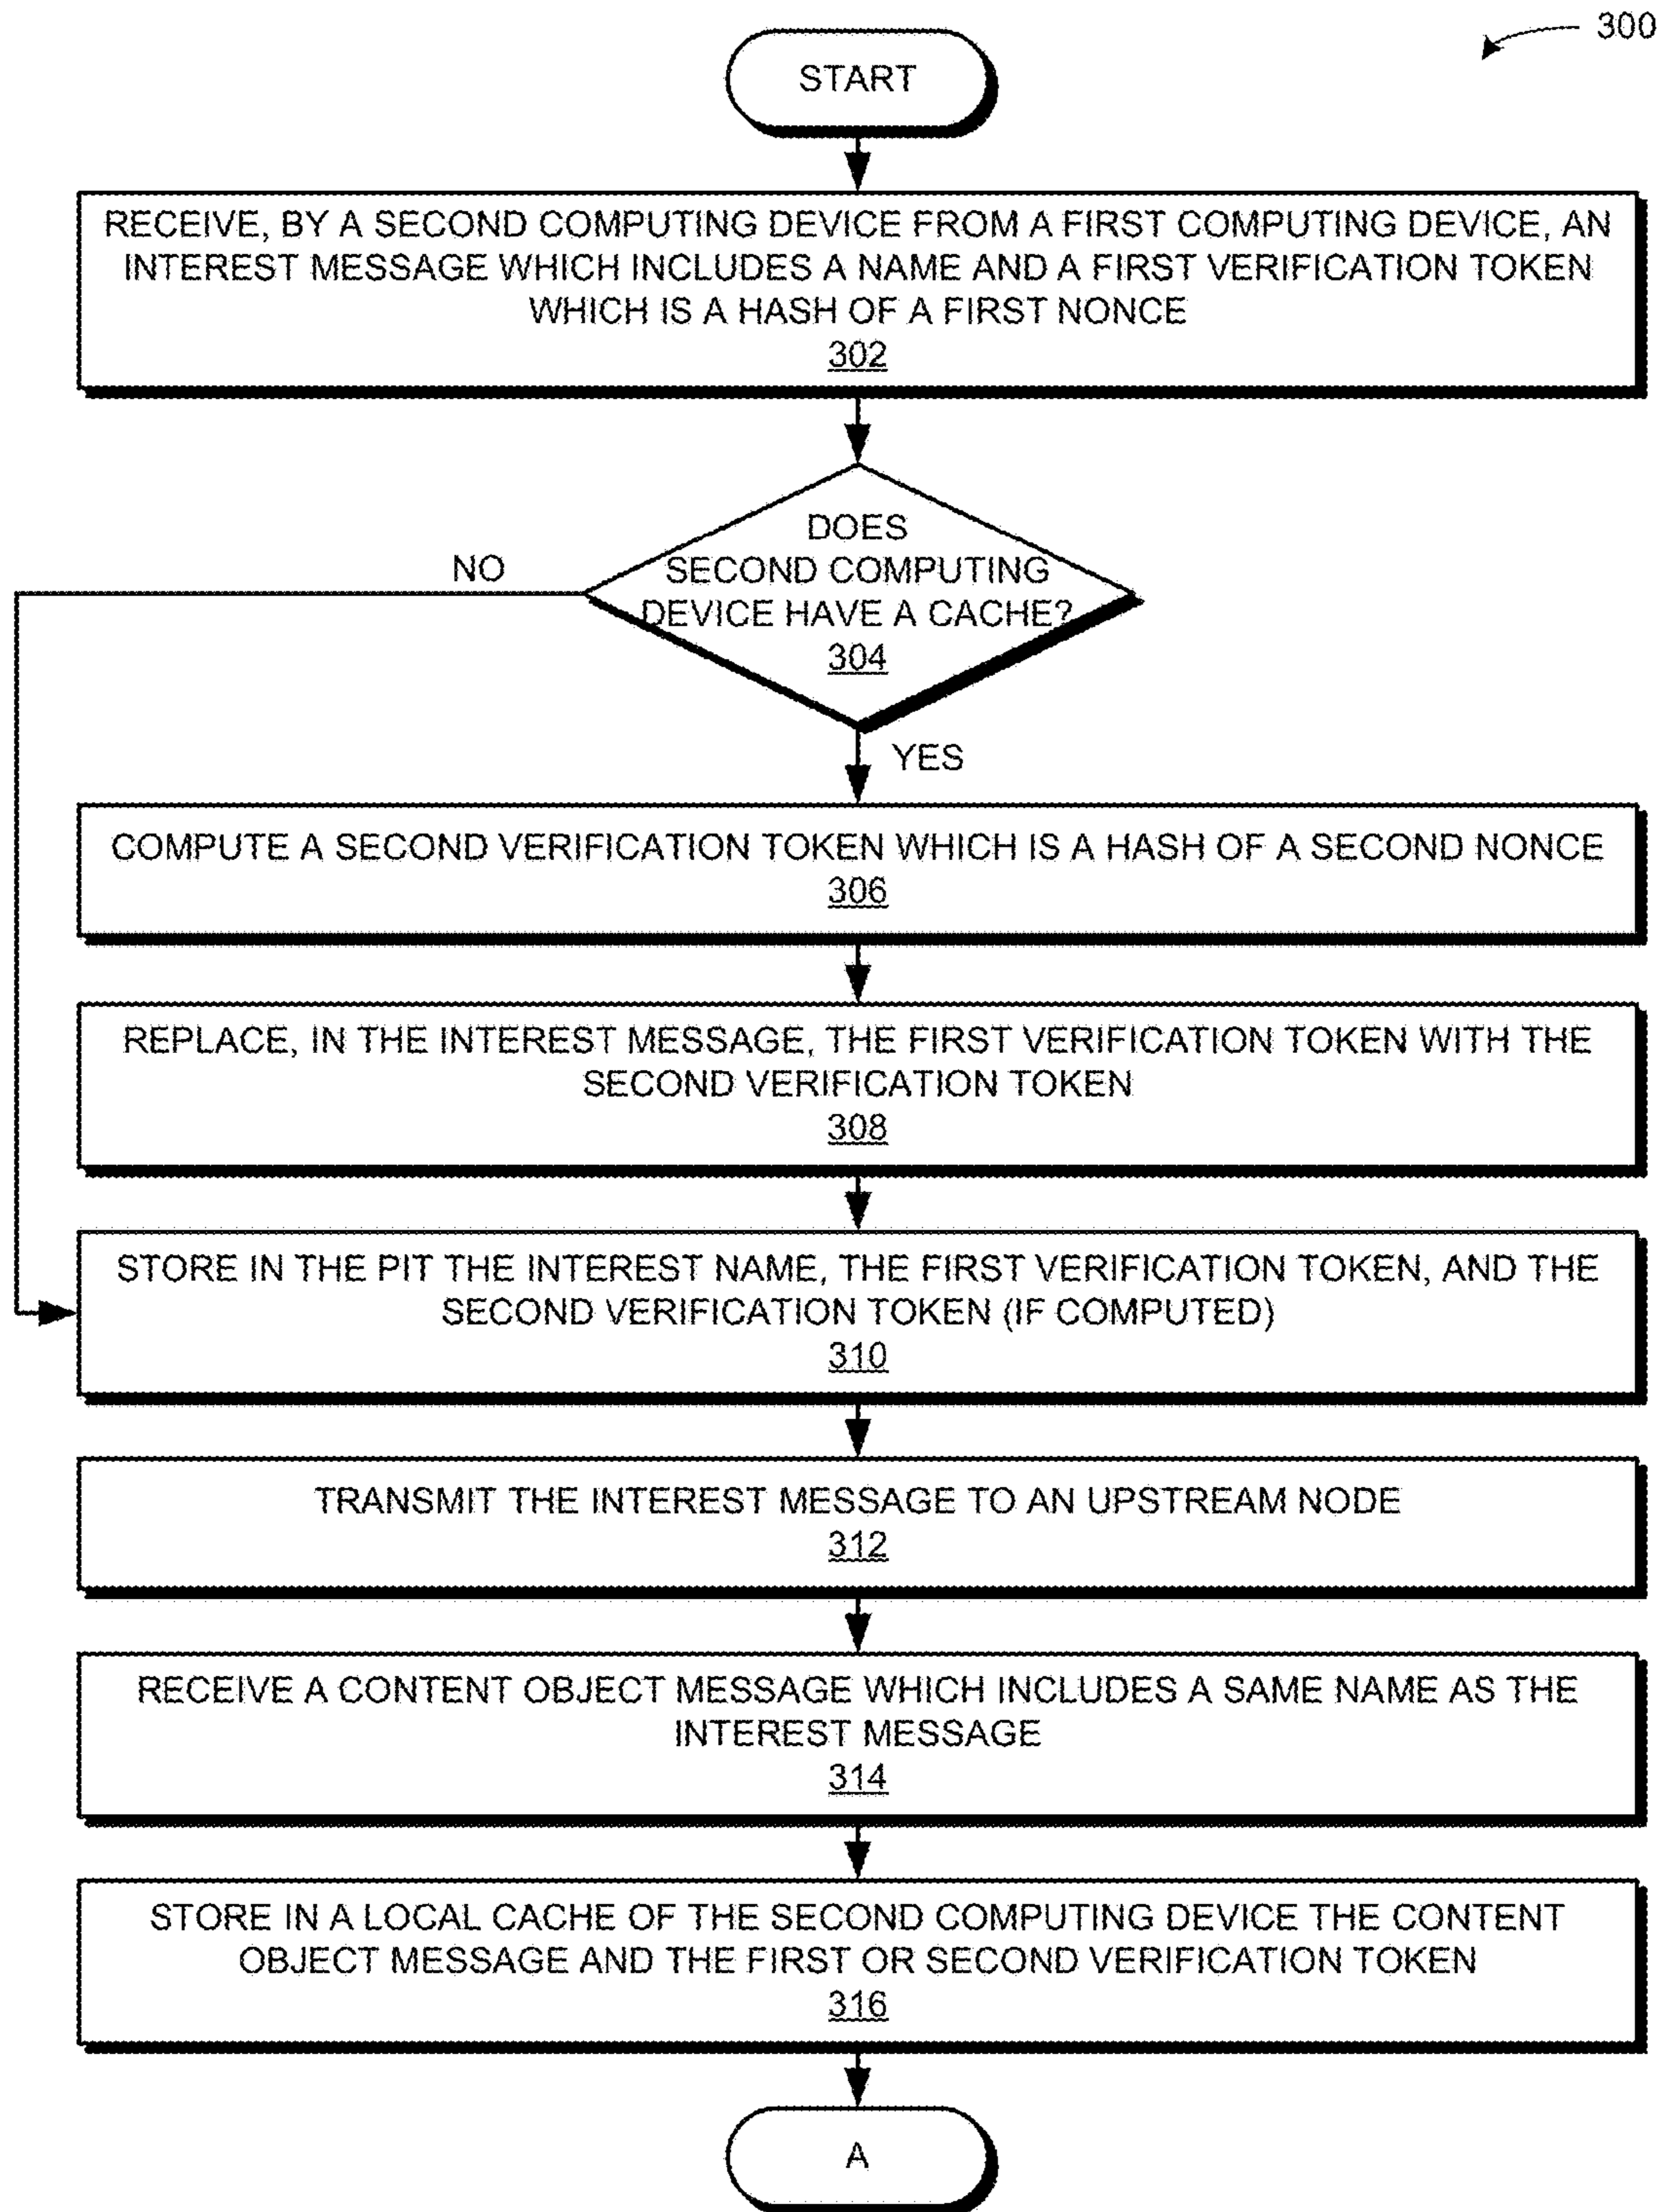 300
START
RECEIVE, BY A SECOND COMPUTING DEVICE FROM A FIRST COMPUTING DEVICE, AN
INTEREST MESSAGE WHICH INCLUDES A NAME AND A FIRST VERIFICATION TOKEN
WHICH IS A HASH OF A FIRST NONCE
302
DOES
SECOND COMPUTING
DEVICE HAVE A CACHE?
304
NO
YES
COMPUTE A SECOND VERIFICATION TOKEN WHICH IS A HASH OF A SECOND NONCE
306
REPLACE, IN THE INTEREST MESSAGE, THE FIRST VERIFICATION TOKEN WITH THE
SECOND VERIFICATION TOKEN
308
STORE IN THE PIT THE INTEREST NAME, THE FIRST VERIFICATION TOKEN, AND THE
SECOND VERIFICATION TOKEN (IF COMPUTED)
310
TRANSMIT THE INTEREST MESSAGE TO AN UPSTREAM NODE
312
RECEIVE A CONTENT OBJECT MESSAGE WHICH INCLUDES A SAME NAME AS THE
INTEREST MESSAGE
314
STORE IN A LOCAL CACHE OF THE SECOND COMPUTING DEVICE THE CONTENT
OBJECT MESSAGE AND THE FIRST OR SECOND VERIFICATION TOKEN
316
A